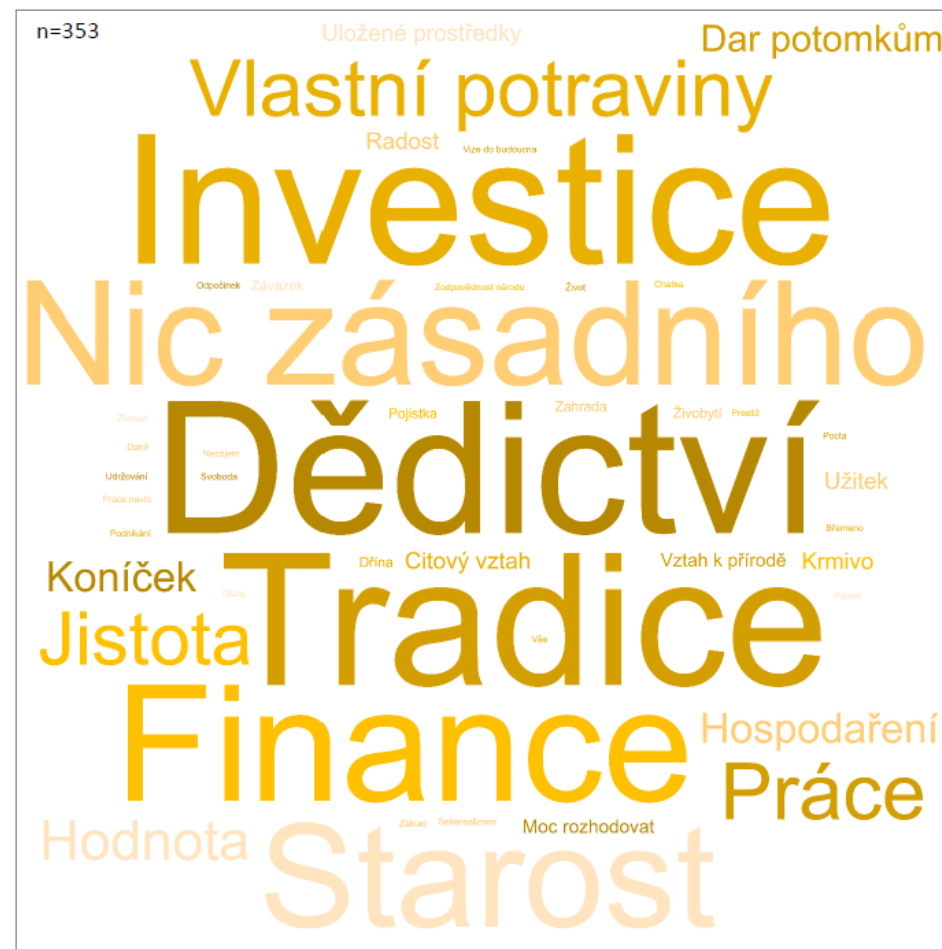 n=353
Uložené prostředky
Dar potomkům
Vlastní potraviny
Radost
Vize do budoucna
Investice
Odpočinek
Závazek
Zodpovědnost národu
Život
Chatka
Nic zásadního
Pojistka
Zahrada
Živobytí
Prestiž
Živnost
Daně
Nezájem
Pocta
Udržování
Svoboda
Užitek
Práce navíc
Podnikání
Břemeno
Dědictví
Dřina
Citový vztah
Vztah k přírodě
Krmivo
Koníček
Dluhy
Pálení
Jistota
Vše
Tradice
Finance
Hospodaření
Práce
Základ
Seberealizace
Moc rozhodovat
Hodnota
Starost